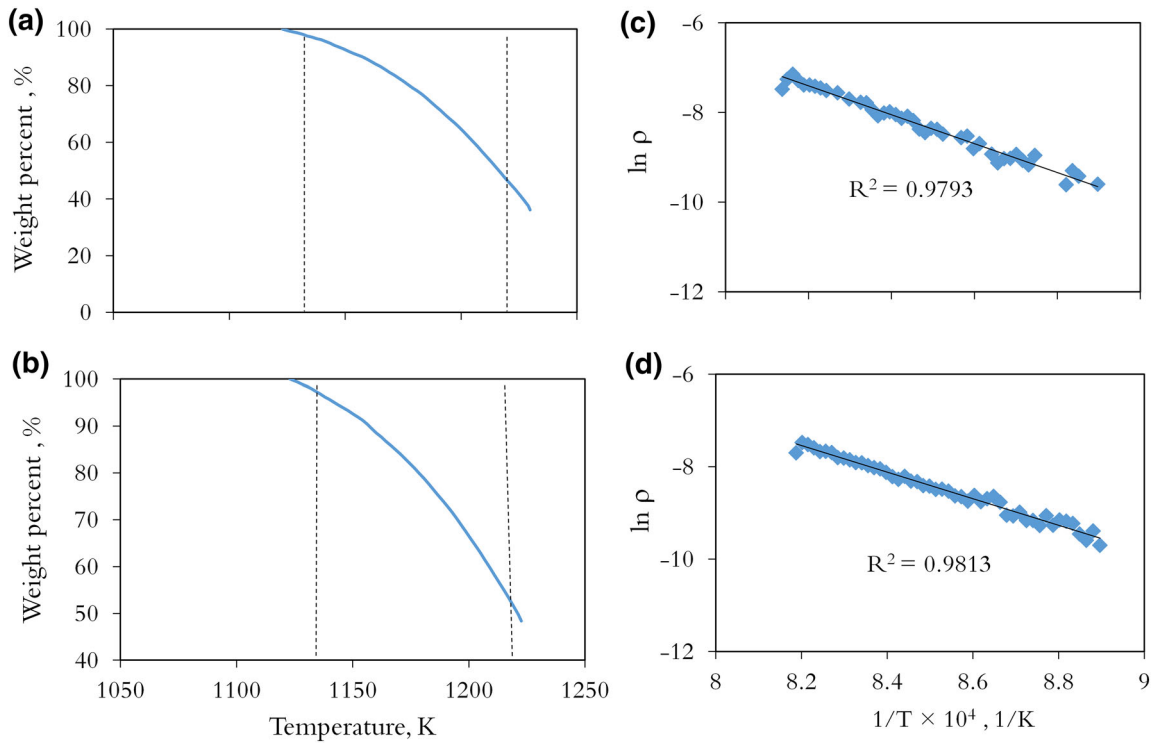 (a)
Weight percent , %
100
80
60
40
20
0
(b)
Weight percent , %
100
90
80
70
60
50
40
1050 1100 1150 1200 1250
Temperature, K
(c)
ln ρ
-6
-8
-10
-12
R² = 0.9793
(d)
ln ρ
-6
-8
-10
-12
R² = 0.9813
8 8.2 8.4 8.6 8.8 9
1/T × 10⁴ , 1/K